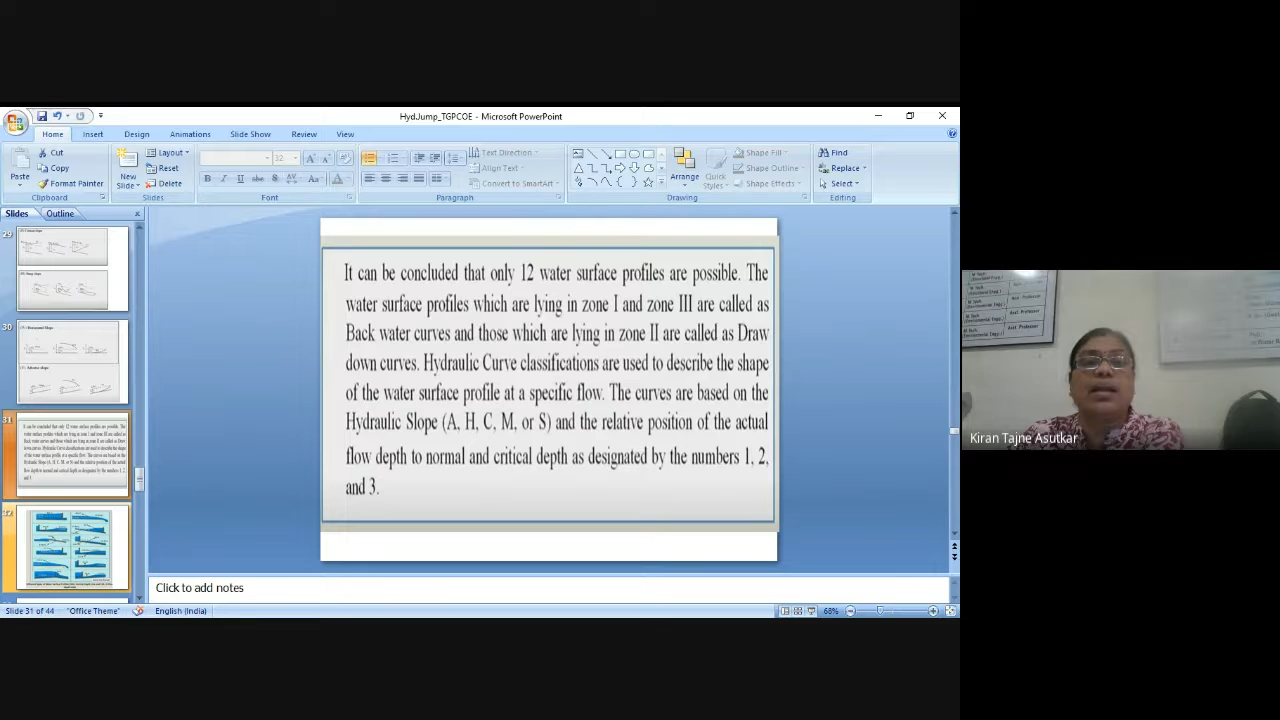 HydJump_TGPCOE - Microsoft PowerPoint
Home Insert Design Animations Slide Show Review View
Paste
Cut
Copy
Format Painter
Clipboard
New Slide
Layout
Reset
Delete
Slides
32
Font
Paragraph
Text Direction
Align Text
Convert to SmartArt
Arrange
Quick Styles
Shape Fill
Shape Outline
Shape Effects
Drawing
Find
Replace
Select
Editing
Slides Outline
29
30
31
It can be concluded that only 12 water surface profiles are possible. The
water surface profiles which are lying in zone I and zone III are called as
Back water curves and those which are lying in zone II are called as Draw
down curves. Hydraulic Curve classifications are used to describe the shape
of the water surface profile at a specific flow. The curves are based on the
Hydraulic Slope (A, H, C, M, or S) and the relative position of the actual
flow depth to normal and critical depth as designated by the numbers 1, 2,
and 3.
Click to add notes
Slide 31 of 44 "Office Theme" English (India) 68%
Kiran Tajne Asutkar